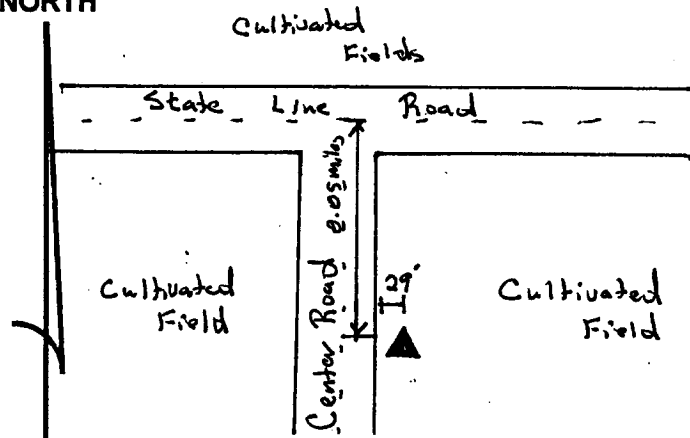 NORTH
Cultivated
Fields
State Line Road
0.05 miles
29'
Cultivated
Field
Center Road
Cultivated
Field